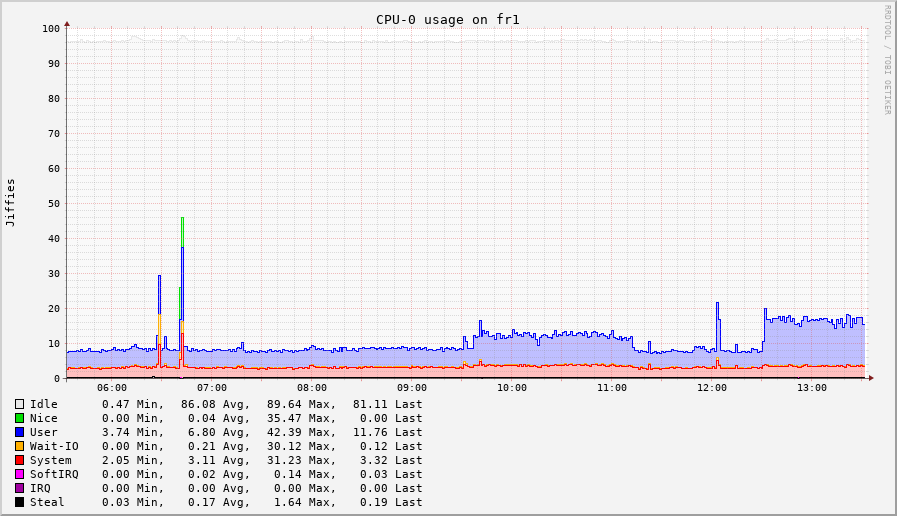 CPU-0 usage on fr1
RRDTOOL / TOBI OETIKER
Jiffies
100
90
80
70
60
50
40
30
20
10
0
06:00 07:00 08:00 09:00 10:00 11:00 12:00 13:00
Idle 0.47 Min, 86.08 Avg, 89.64 Max, 81.11 Last
Nice 0.00 Min, 0.04 Avg, 35.47 Max, 0.00 Last
User 3.74 Min, 6.80 Avg, 42.39 Max, 11.76 Last
Wait-IO 0.00 Min, 0.21 Avg, 30.12 Max, 0.12 Last
System 2.05 Min, 3.11 Avg, 31.23 Max, 3.32 Last
SoftIRQ 0.00 Min, 0.02 Avg, 0.14 Max, 0.03 Last
IRQ 0.00 Min, 0.00 Avg, 0.00 Max, 0.00 Last
Steal 0.03 Min, 0.17 Avg, 1.64 Max, 0.19 Last